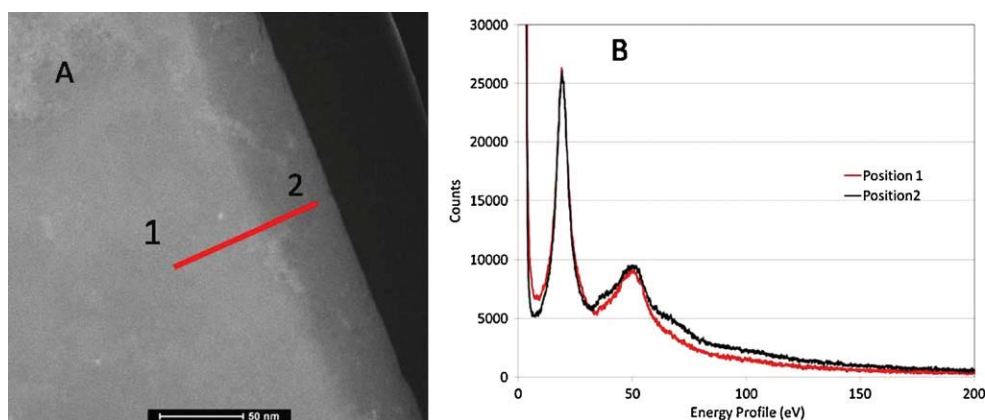 A
1
2
50 nm
B
30000
25000
20000
15000
10000
5000
0
Counts
Position 1
Position2
0 50 100 150 200
Energy Profile (eV)